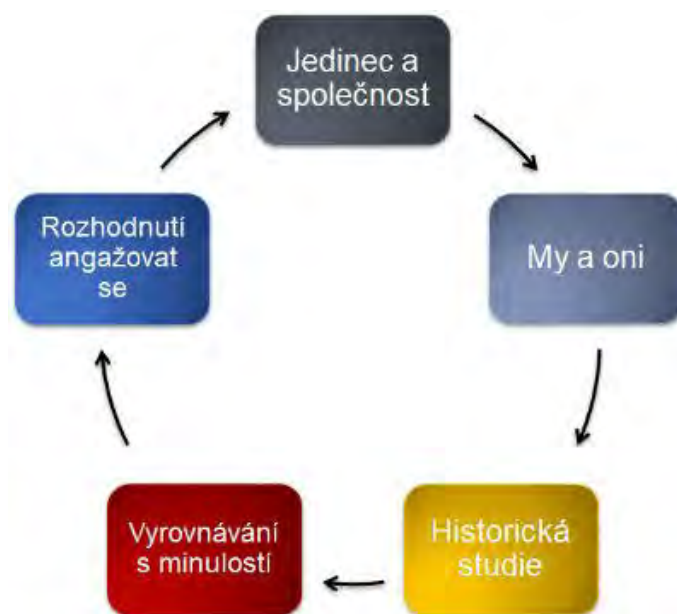 Jedinec a
společnost
My a oni
Historická
studie
Vyrovnávání
s minulostí
Rozhodnutí
angažovat
se